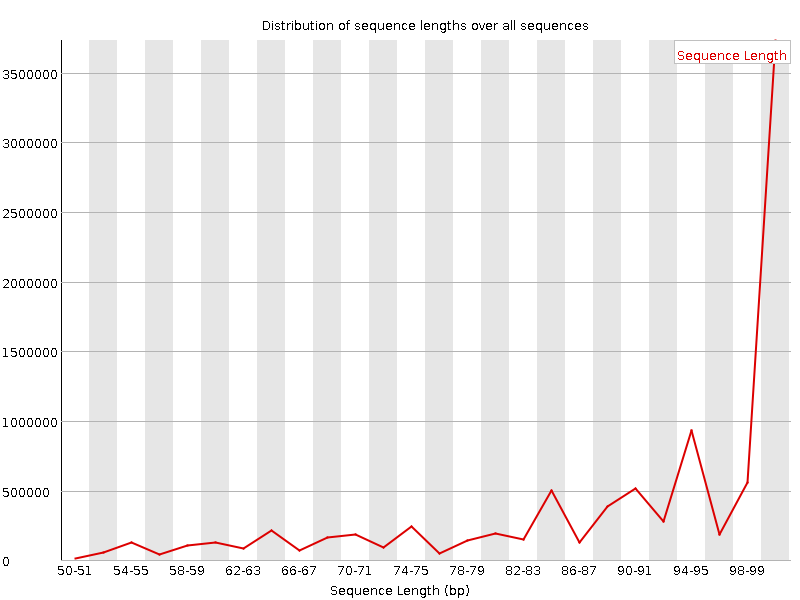 Distribution of sequence lengths over all sequences
Sequence Length
3500000
3000000
2500000
2000000
1500000
1000000
500000
0
50-51 54-55 58-59 62-63 66-67 70-71 74-75 78-79 82-83 86-87 90-91 94-95 98-99
Sequence Length (bp)